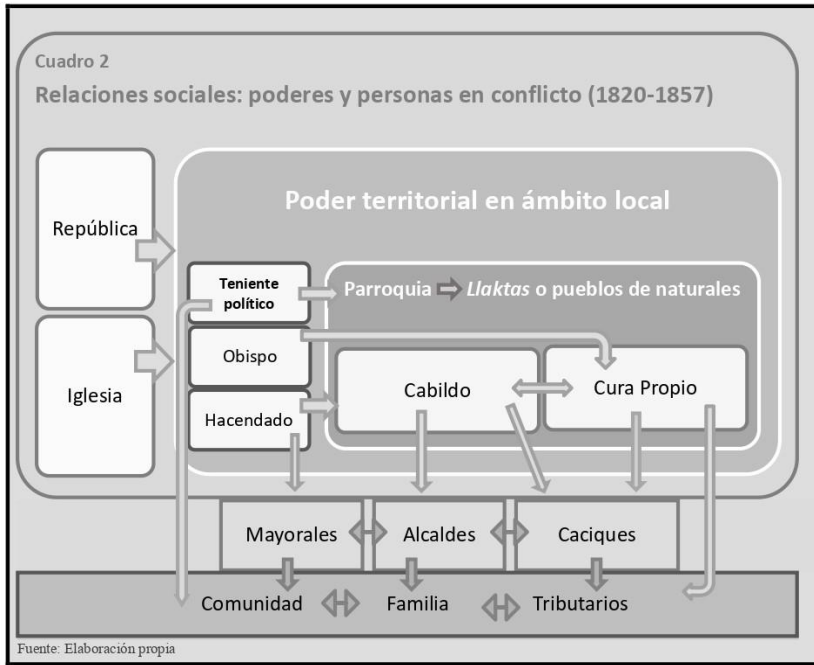 Cuadro 2
Relaciones sociales: poderes y personas en conflicto (1820-1857)
República
Iglesia
Poder territorial en ámbito local
Teniente
político
Obispo
Hacendado
Parroquia Llaktas o pueblos de naturales
Cabildo
Cura Propio
Mayorales
Alcaldes
Caciques
Comunidad
Familia
Tributarios
Fuente: Elaboración propia